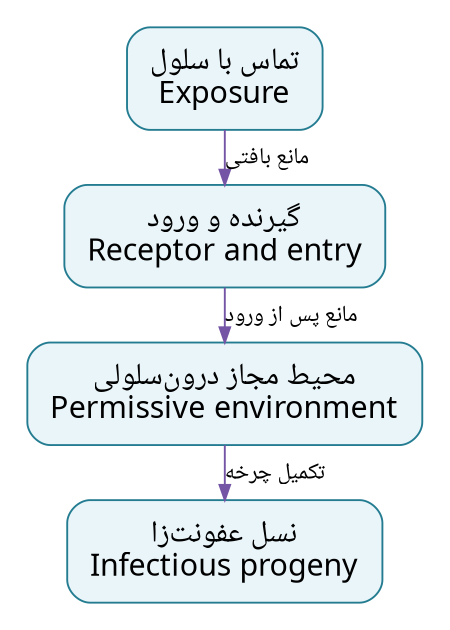 تماس با سلول
Exposure
مانع بافتی
گیرنده و ورود
Receptor and entry
مانع پس از ورود
محیط مجاز درون‌سلولی
Permissive environment
تکمیل چرخه
نسل عفونت‌زا
Infectious progeny